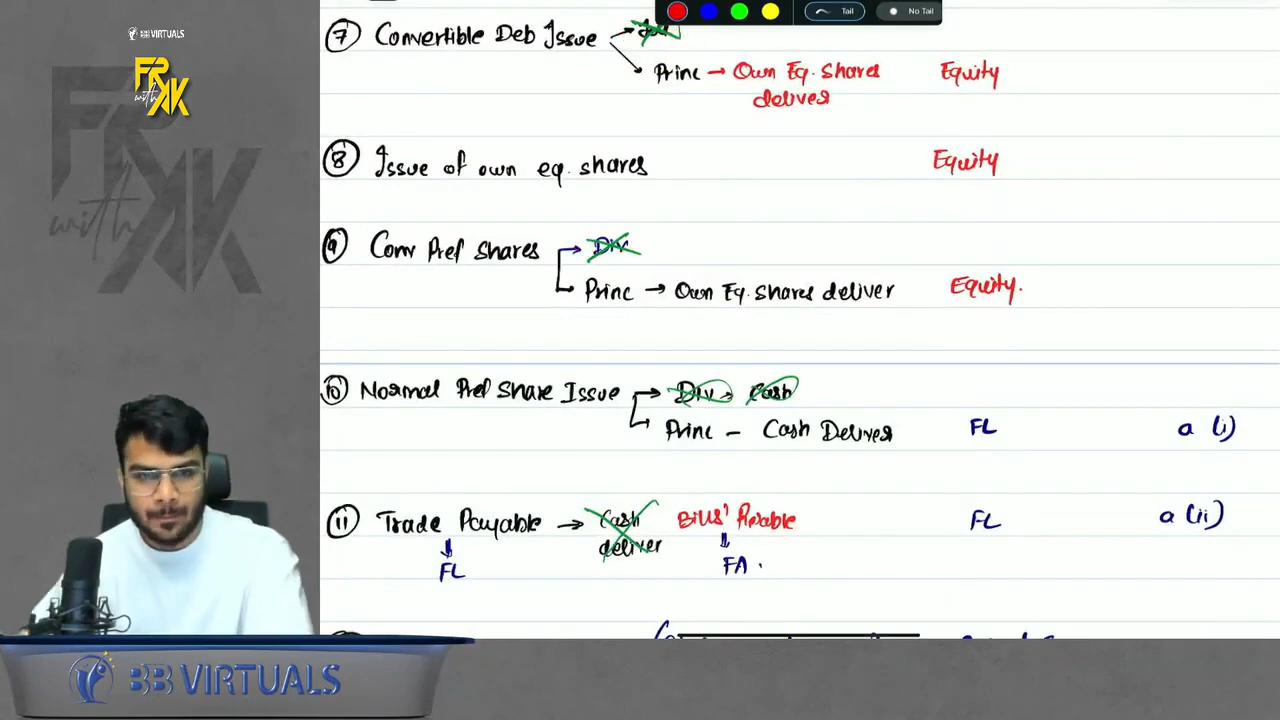 BB VIRTUALS
FR
with AK
Tail
No Tail
7 Convertible Deb Issue →
Princ → Own Eq. shares Equity
deliver
8 Issue of own eq. shares Equity
9 Conv Pref shares → Div
Princ → Own Eq. shares deliver Equity.
10 Normal Pref Share Issue → Div → Cash
Princ – Cash Deliver FL a (i)
11 Trade Payable → Cash Bills' FL a (ii)
deliver
FL FA
BB VIRTUALS